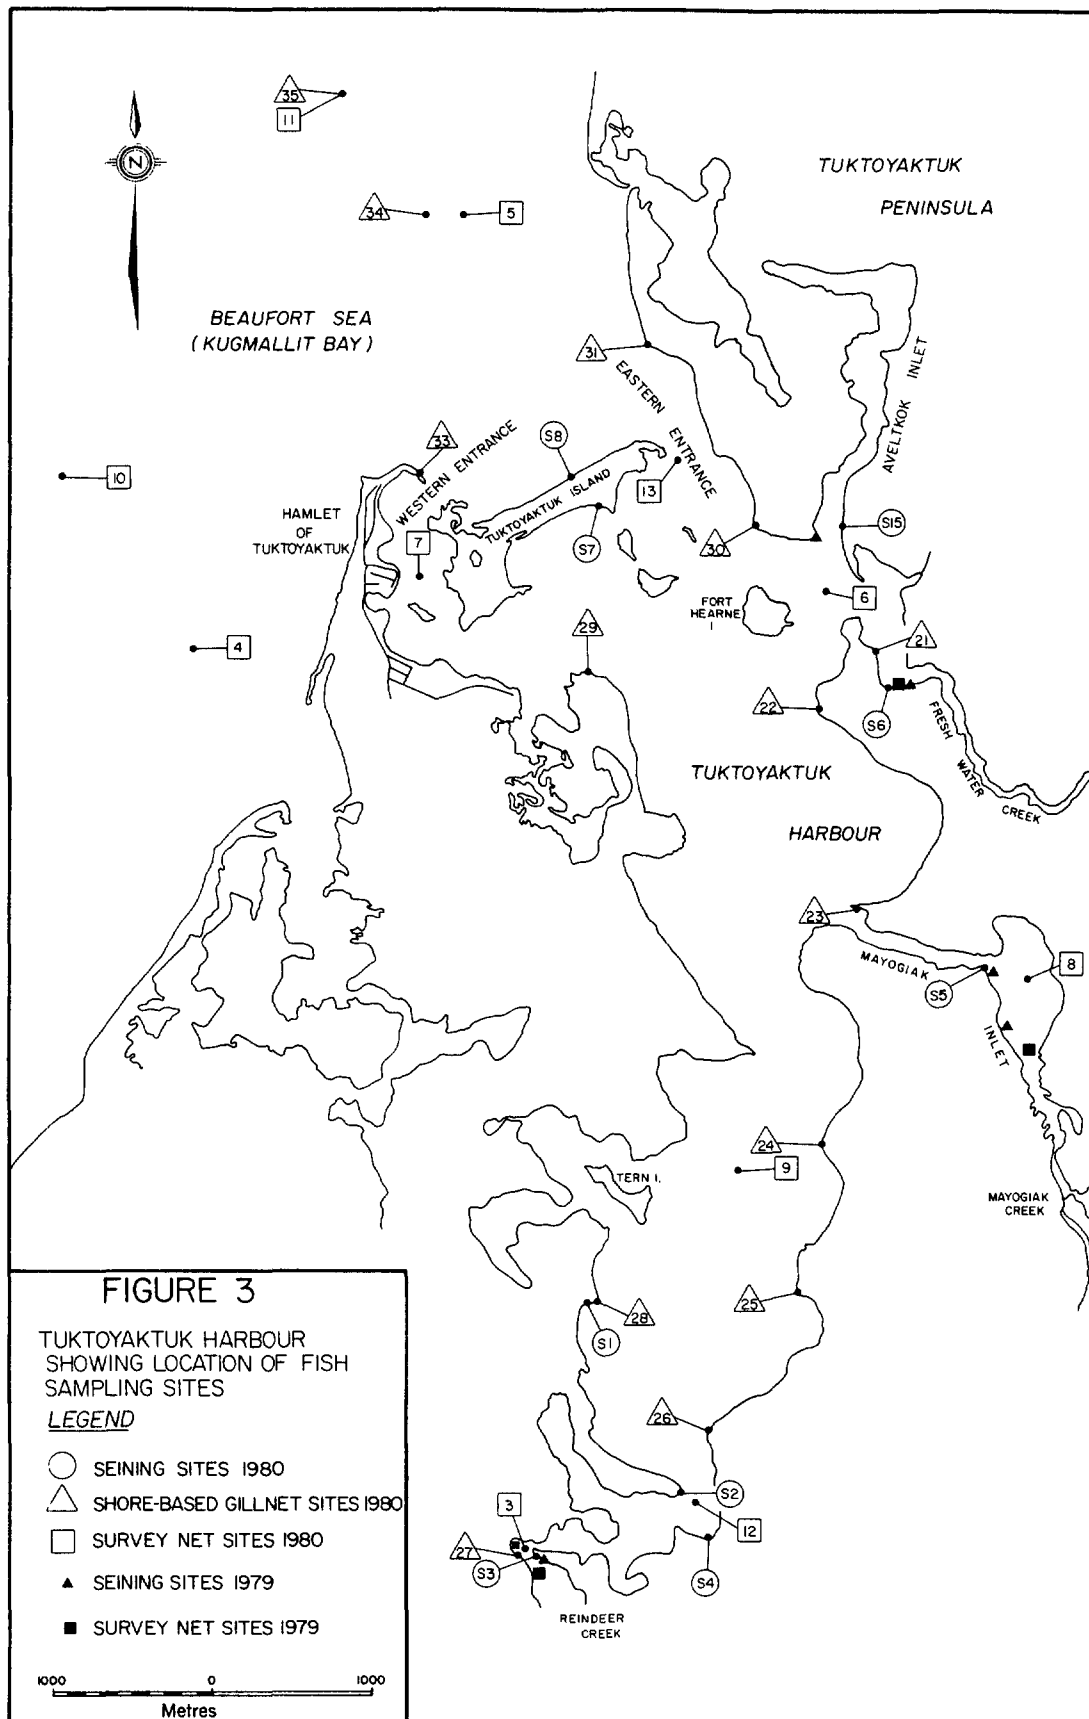 35
11
N
TUKTOYAKTUK
PENINSULA
34
5
BEAUFORT SEA
(KUGMALLIT BAY)
31
EASTERN
ENTRANCE
AVELTKOK INLET
33
WESTERN ENTRANCE
S8
TUKTOYAKTUK ISLAND
13
10
HAMLET
OF
TUKTOYAKTUK
7
S7
30
S15
FORT
HEARNE
I
6
4
29
21
22
S6
FRESH
WATER
CREEK
TUKTOYAKTUK
HARBOUR
23
MAYOGIAK
INLET
S5
8
24
9
TERN I.
MAYOGIAK
CREEK
25
28
S1
26
S2
3
12
27
S3
S4
REINDEER
CREEK
FIGURE 3
TUKTOYAKTUK HARBOUR
SHOWING LOCATION OF FISH
SAMPLING SITES
LEGEND
SEINING SITES 1980
SHORE-BASED GILLNET SITES 1980
SURVEY NET SITES 1980
SEINING SITES 1979
SURVEY NET SITES 1979
1000 0 1000
Metres